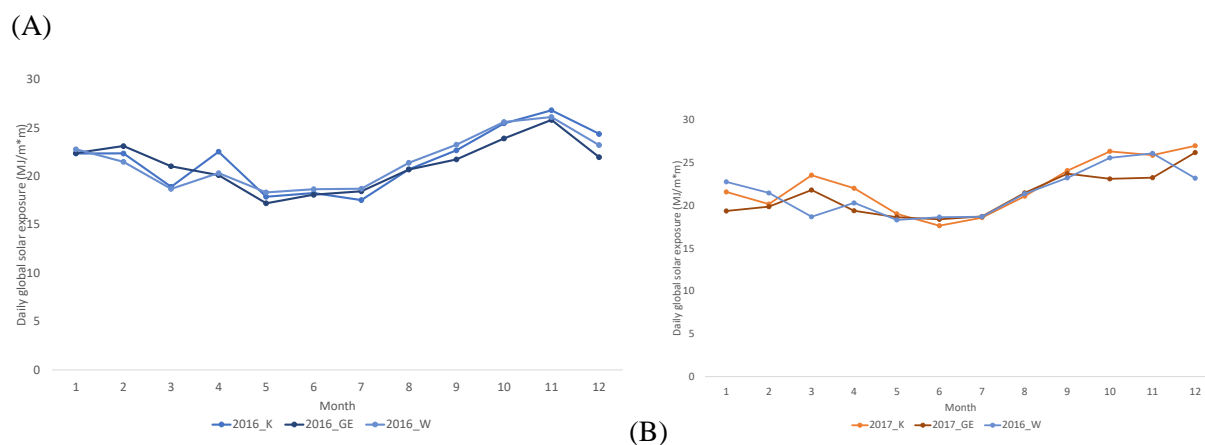 (A)
Daily global solar exposure (MJ/m*m)
30
25
20
15
10
5
0
1 2 3 4 5 6 7 8 9 10 11 12
Month
2016_K 2016_GE 2016_W
(B)
Daily global solar exposure (MJ/m*m)
30
25
20
15
10
5
0
1 2 3 4 5 6 7 8 9 10 11 12
Month
2017_K 2017_GE 2016_W